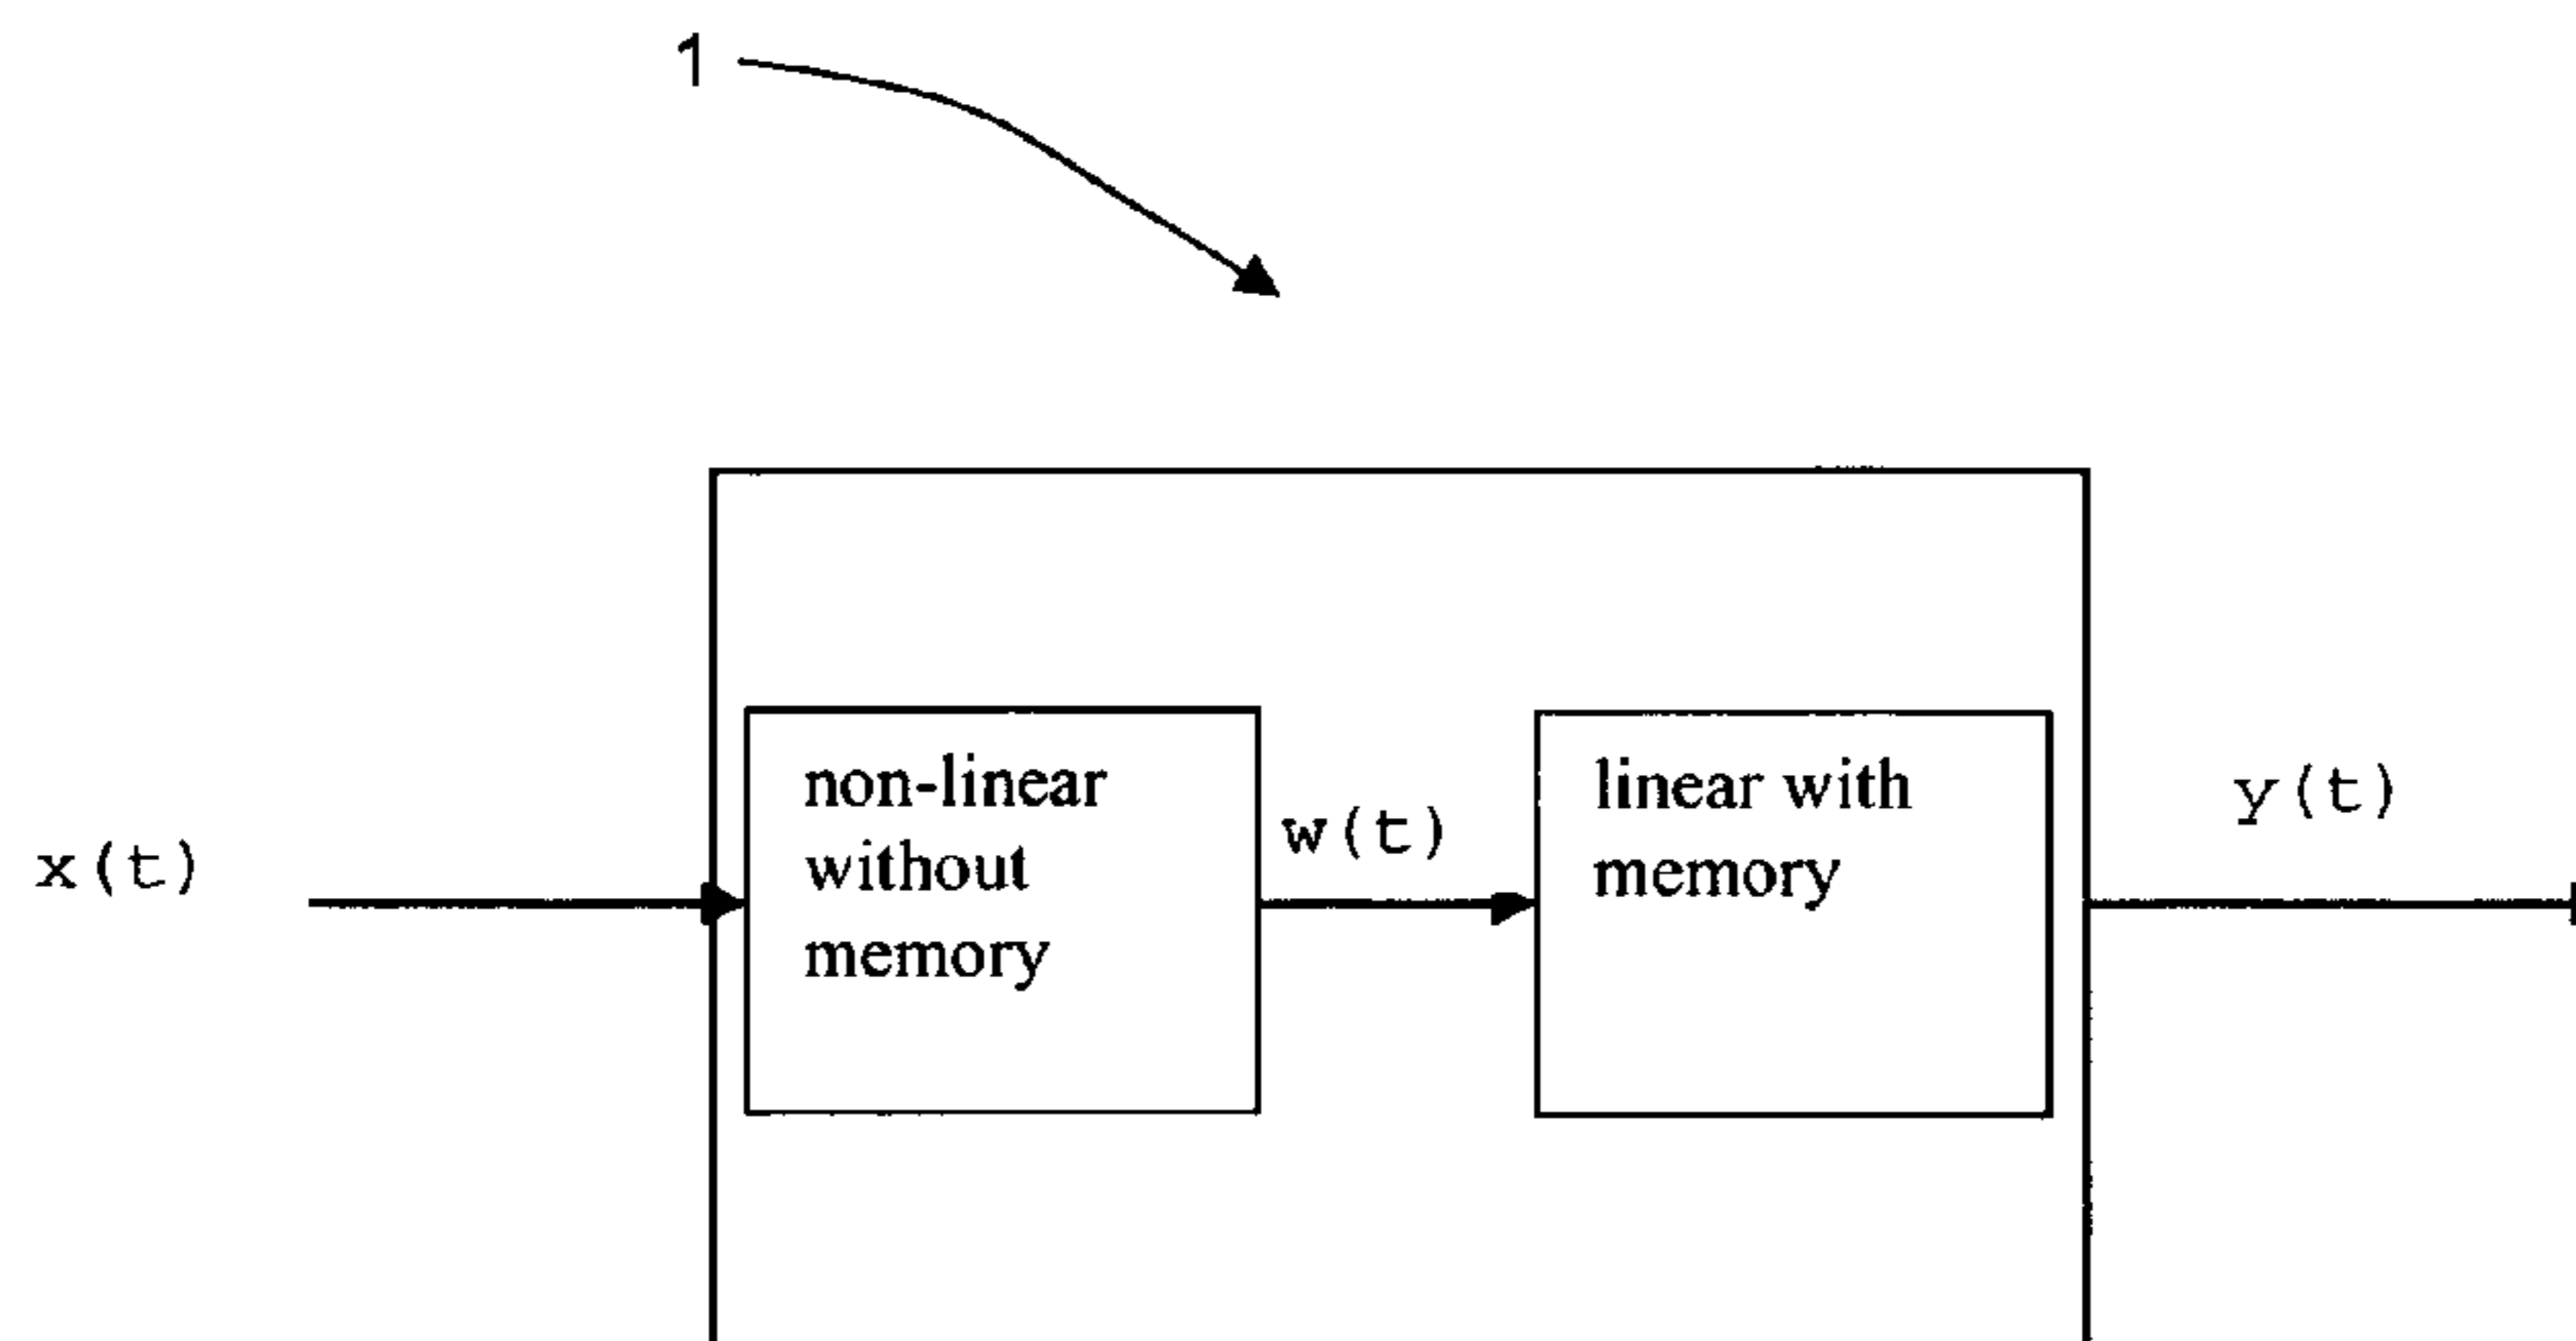 1
x(t)
non-linear
without
memory
w(t)
linear with
memory
y(t)